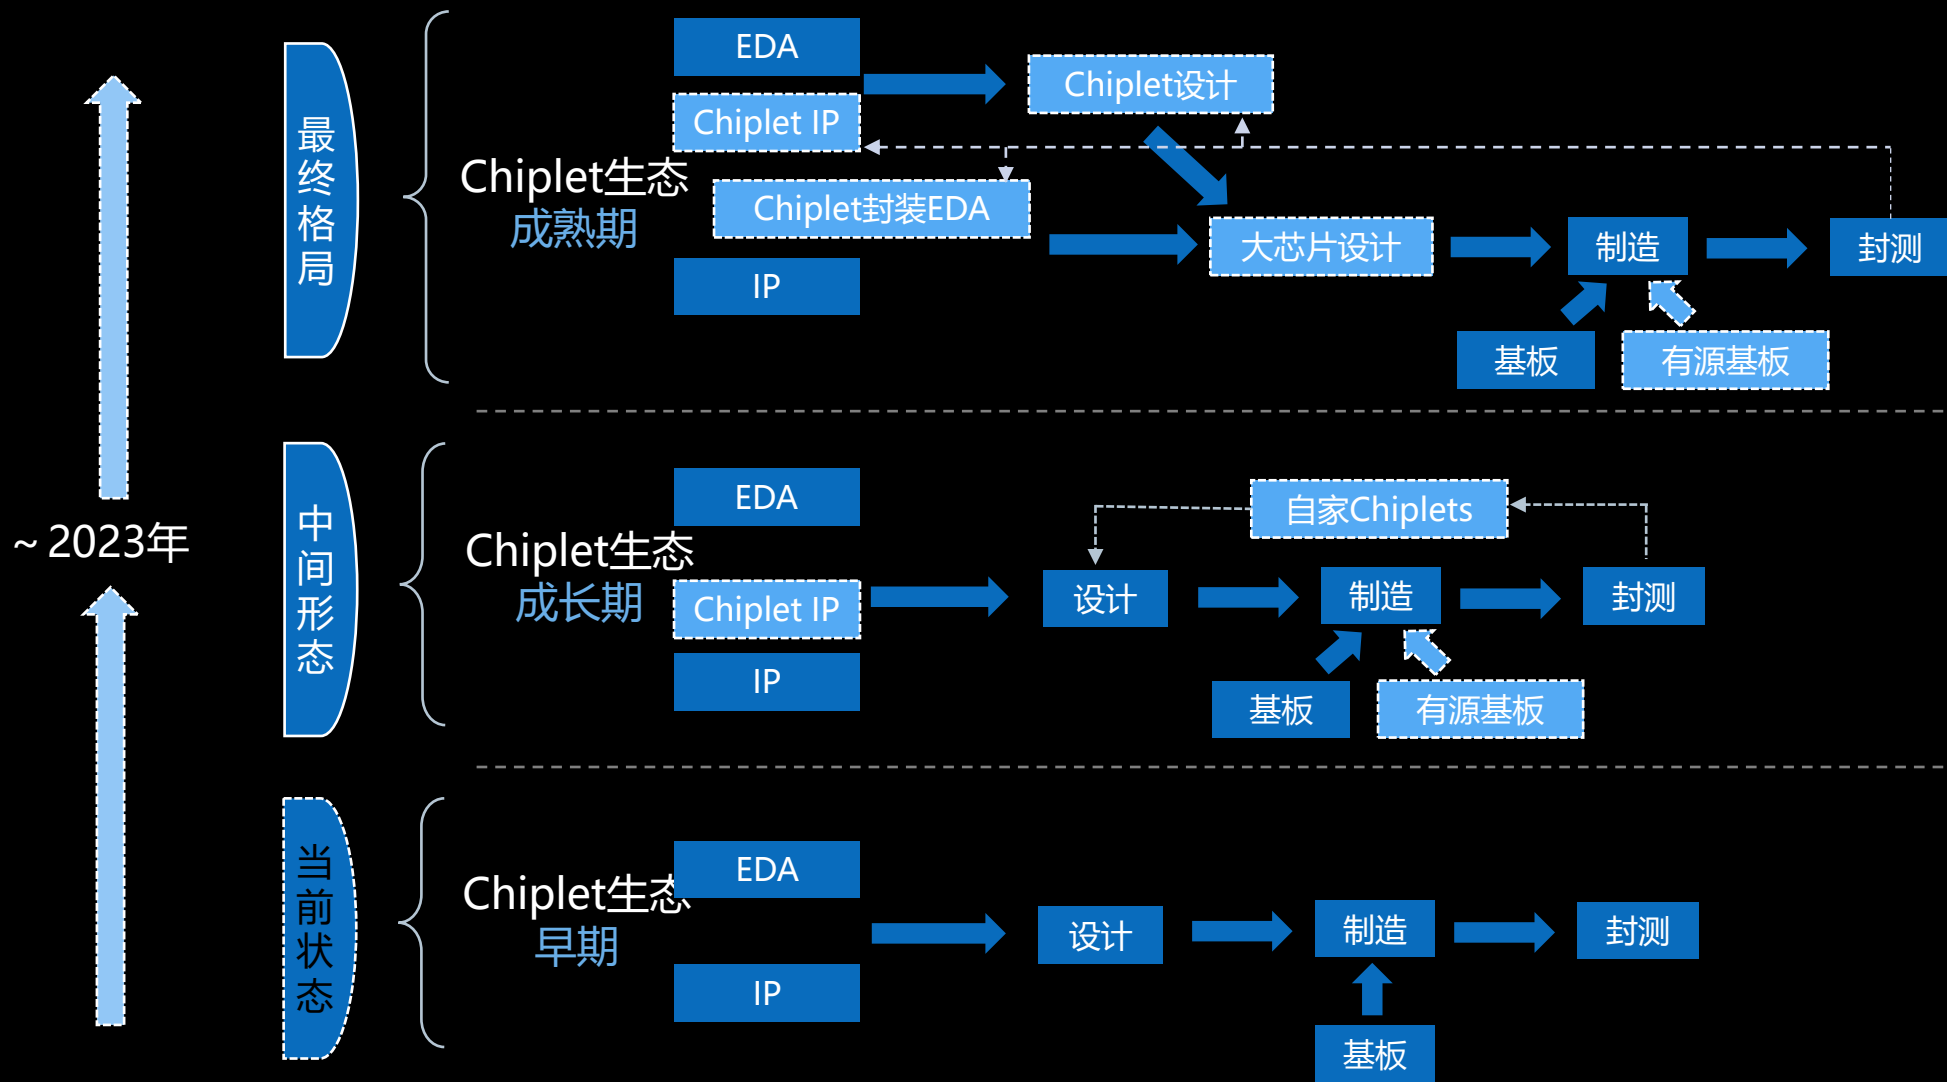 最终格局
Chiplet生态
成熟期
EDA
Chiplet IP
Chiplet封装EDA
IP
Chiplet设计
大芯片设计
制造
封测
基板
有源基板
~2023年
中间形态
Chiplet生态
成长期
EDA
Chiplet IP
IP
自家Chiplets
设计
制造
封测
基板
有源基板
当前状态
Chiplet生态
早期
EDA
IP
设计
制造
封测
基板